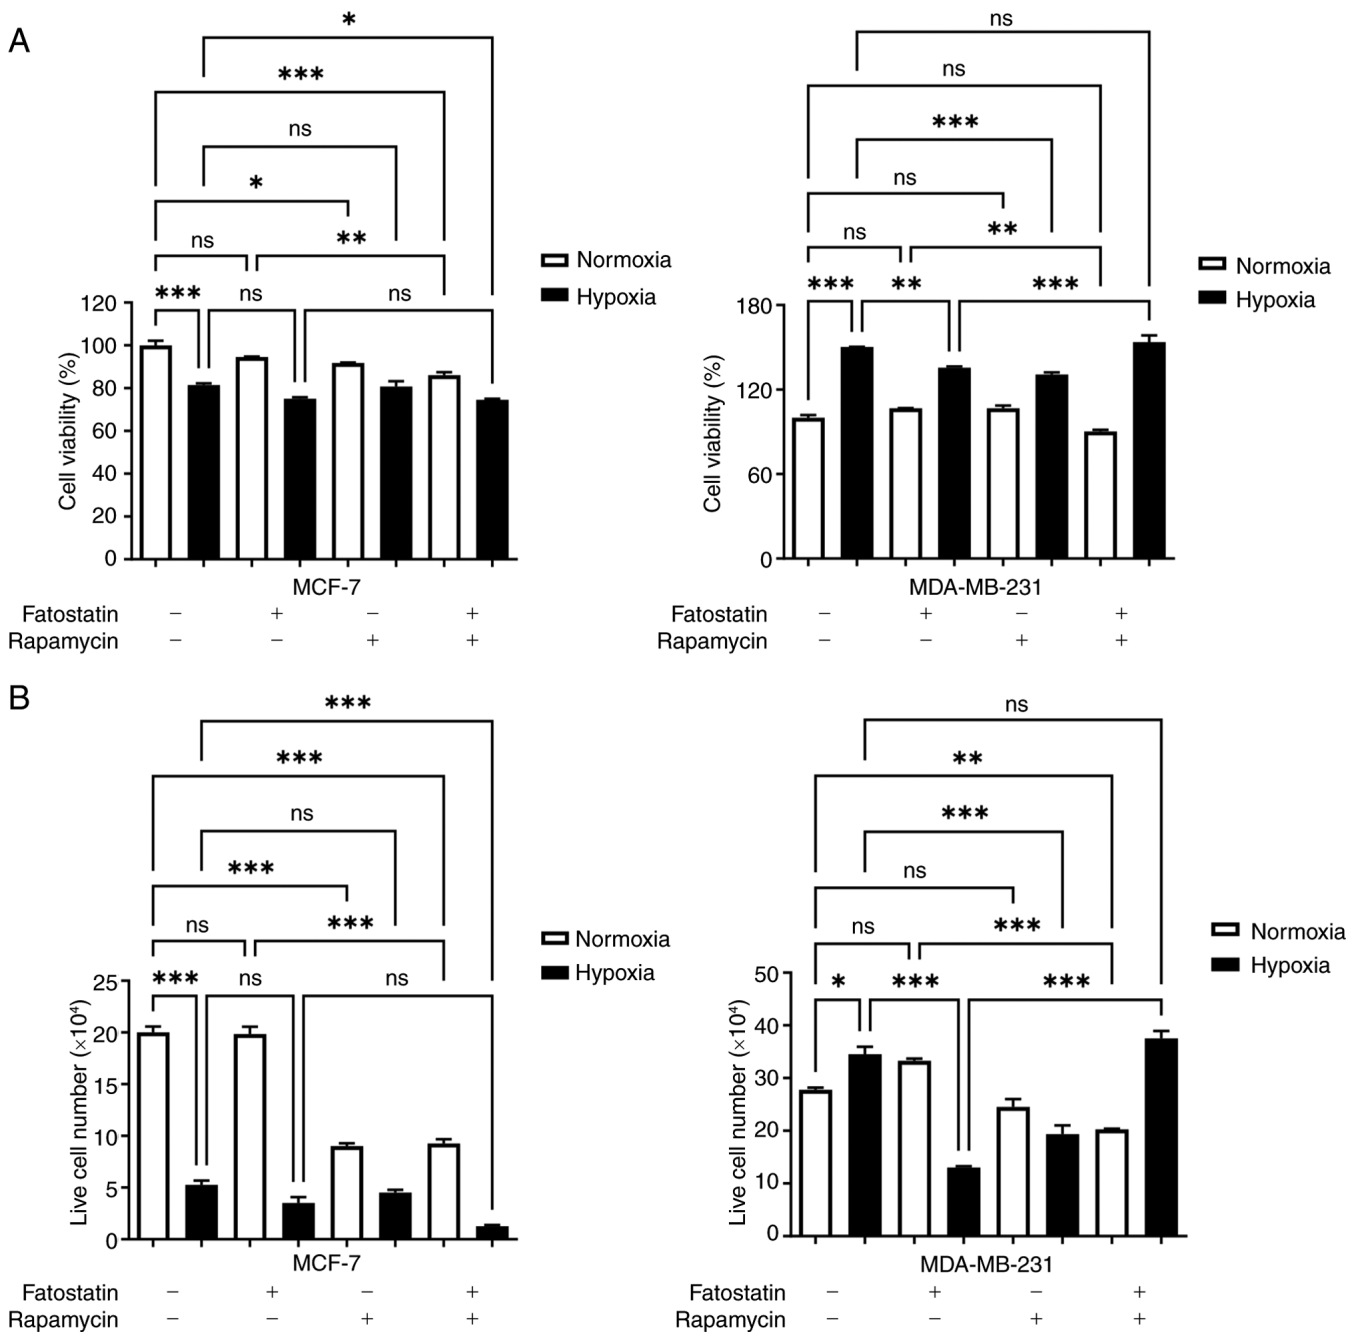 A
*
***
ns
*
ns
**
***
ns
ns
Normoxia
Hypoxia
120
100
80
60
40
20
0
Cell viability (%)
MCF-7
Fatostatin − + − +
Rapamycin − − + +
ns
ns
***
ns
ns
**
***
**
***
Normoxia
Hypoxia
180
120
60
0
Cell viability (%)
MDA-MB-231
Fatostatin − + − +
Rapamycin − − + +
B
***
***
ns
***
ns
***
***
ns
ns
Normoxia
Hypoxia
25
20
15
10
5
0
Live cell number (×10⁴)
MCF-7
Fatostatin − + − +
Rapamycin − − + +
ns
**
***
ns
ns
***
*
***
***
Normoxia
Hypoxia
50
40
30
20
10
0
Live cell number (×10⁴)
MDA-MB-231
Fatostatin − + − +
Rapamycin − − + +